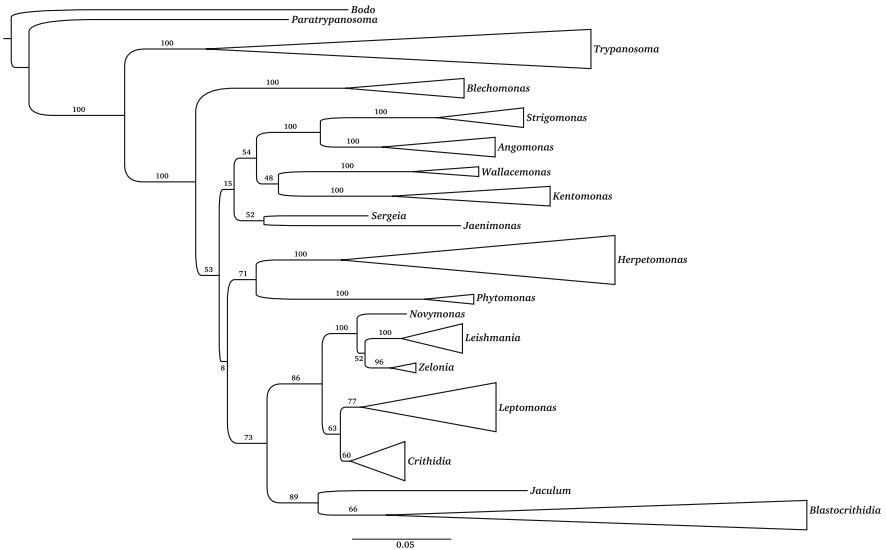 Bodo
Paratrypanosoma
100
Trypanosoma
100
Blechomonas
100
Strigomonas
100
100
Angomonas
100
54
Wallacemonas
100
48
100
15
Kentomonas
100
Sergeia
52
Jaenimonas
Herpetomonas
100
53
71
Phytomonas
100
Novymonas
100
Leishmania
100
52
Zelonia
96
8
86
Leptomonas
77
63
73
Crithidia
60
Jaculum
89
Blastocrithidia
66
0.05